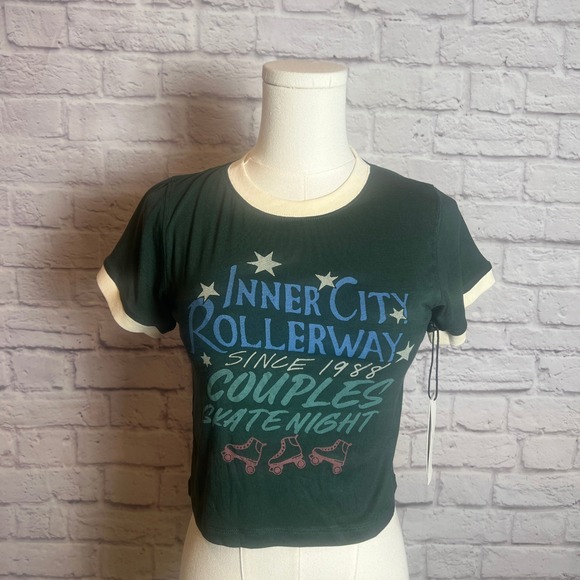 INNER CITY
ROLLERWAY
SINCE 1988
COUPLES
SKATE NIGHT